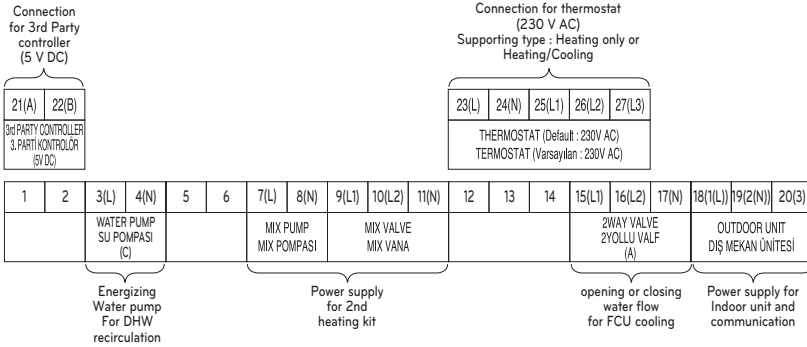 Connection
for 3rd Party
controller
(5 V DC)
Connection for thermostat
(230 V AC)
Supporting type : Heating only or
Heating/Cooling
21(A) 22(B)
3rd PARTY CONTROLLER
3. PARTİ KONTROLÖR
(5V DC)
23(L) 24(N) 25(L1) 26(L2) 27(L3)
THERMOSTAT (Default : 230V AC)
TERMOSTAT (Varsayılan : 230V AC)
1 2 3(L) 4(N) 5 6 7(L) 8(N) 9(L1) 10(L2) 11(N) 12 13 14 15(L1) 16(L2) 17(N) 18(1(L)) 19(2(N)) 20(3)
WATER PUMP
SU POMPASI
(C)
MIX PUMP
MIX POMPASI
MIX VALVE
MIX VANA
2WAY VALVE
2YOLLU VALF
(A)
OUTDOOR UNIT
DIŞ MEKAN ÜNİTESİ
Energizing
Water pump
For DHW
recirculation
Power supply
for 2nd
heating kit
opening or closing
water flow
for FCU cooling
Power supply for
Indoor unit and
communication